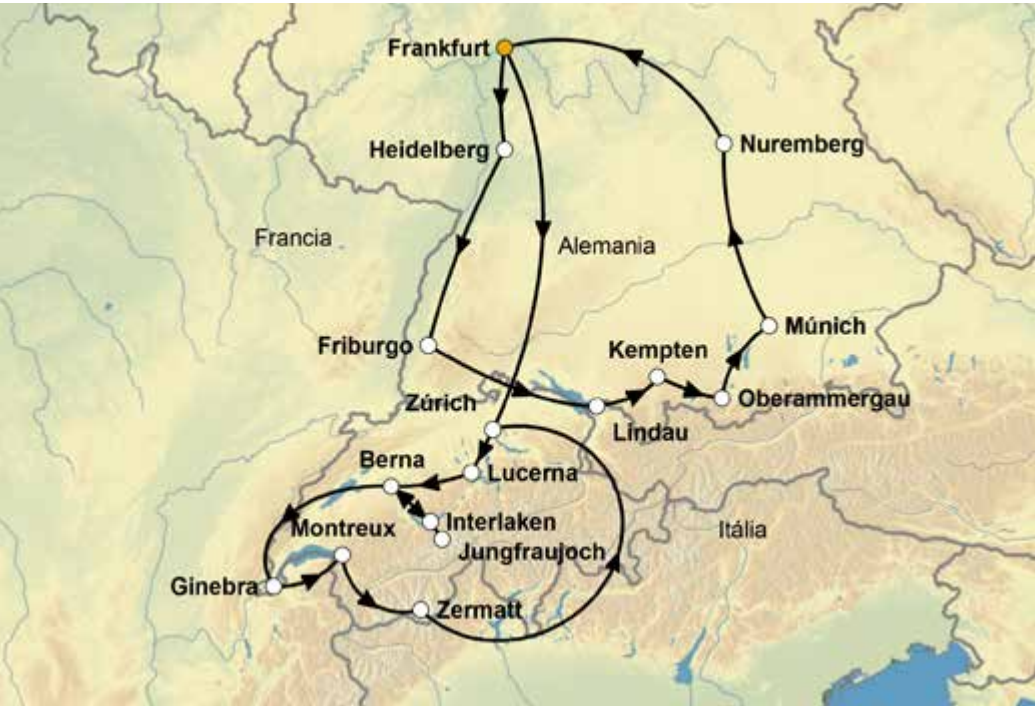 Frankfurt
Heidelberg
Nuremberg
Francia
Alemania
Friburgo
Múnich
Kempten
Oberammergau
Zúrich
Lindau
Berna
Lucerna
Interlaken
Montreux
Itália
Jungfraujoch
Ginebra
Zermatt